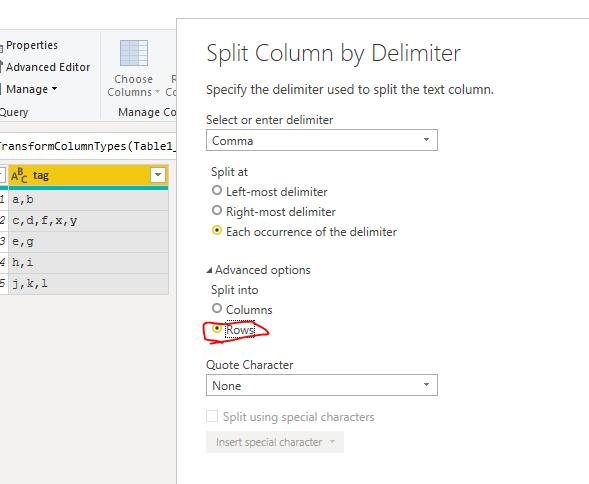 Properties
Advanced Editor
Manage
Query
Choose
Columns
Manage Co
TransformColumnTypes(Table1_
ABC tag
1 a,b
2 c,d,f,x,y
3 e,g
4 h,i
5 j,k,l
Split Column by Delimiter
Specify the delimiter used to split the text column.
Select or enter delimiter
Comma
Split at
Left-most delimiter
Right-most delimiter
Each occurrence of the delimiter
Advanced options
Split into
Columns
Rows
Quote Character
None
Split using special characters
Insert special character